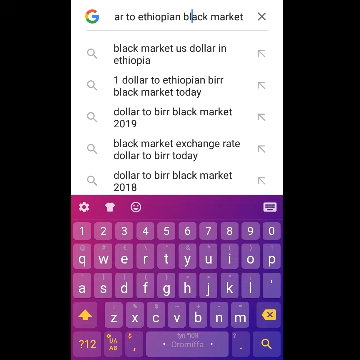 ar to ethiopian black market
black market us dollar in
ethiopia
1 dollar to ethiopian birr
black market today
dollar to birr black market
2019
black market exchange rate
dollar to birr today
dollar to birr black market
2018
1 2 3 4 5 6 7 8 9 0
q w e r t y u i o p
a s d f g h j k l '
z x c v b n m
?12 Oromiffa .